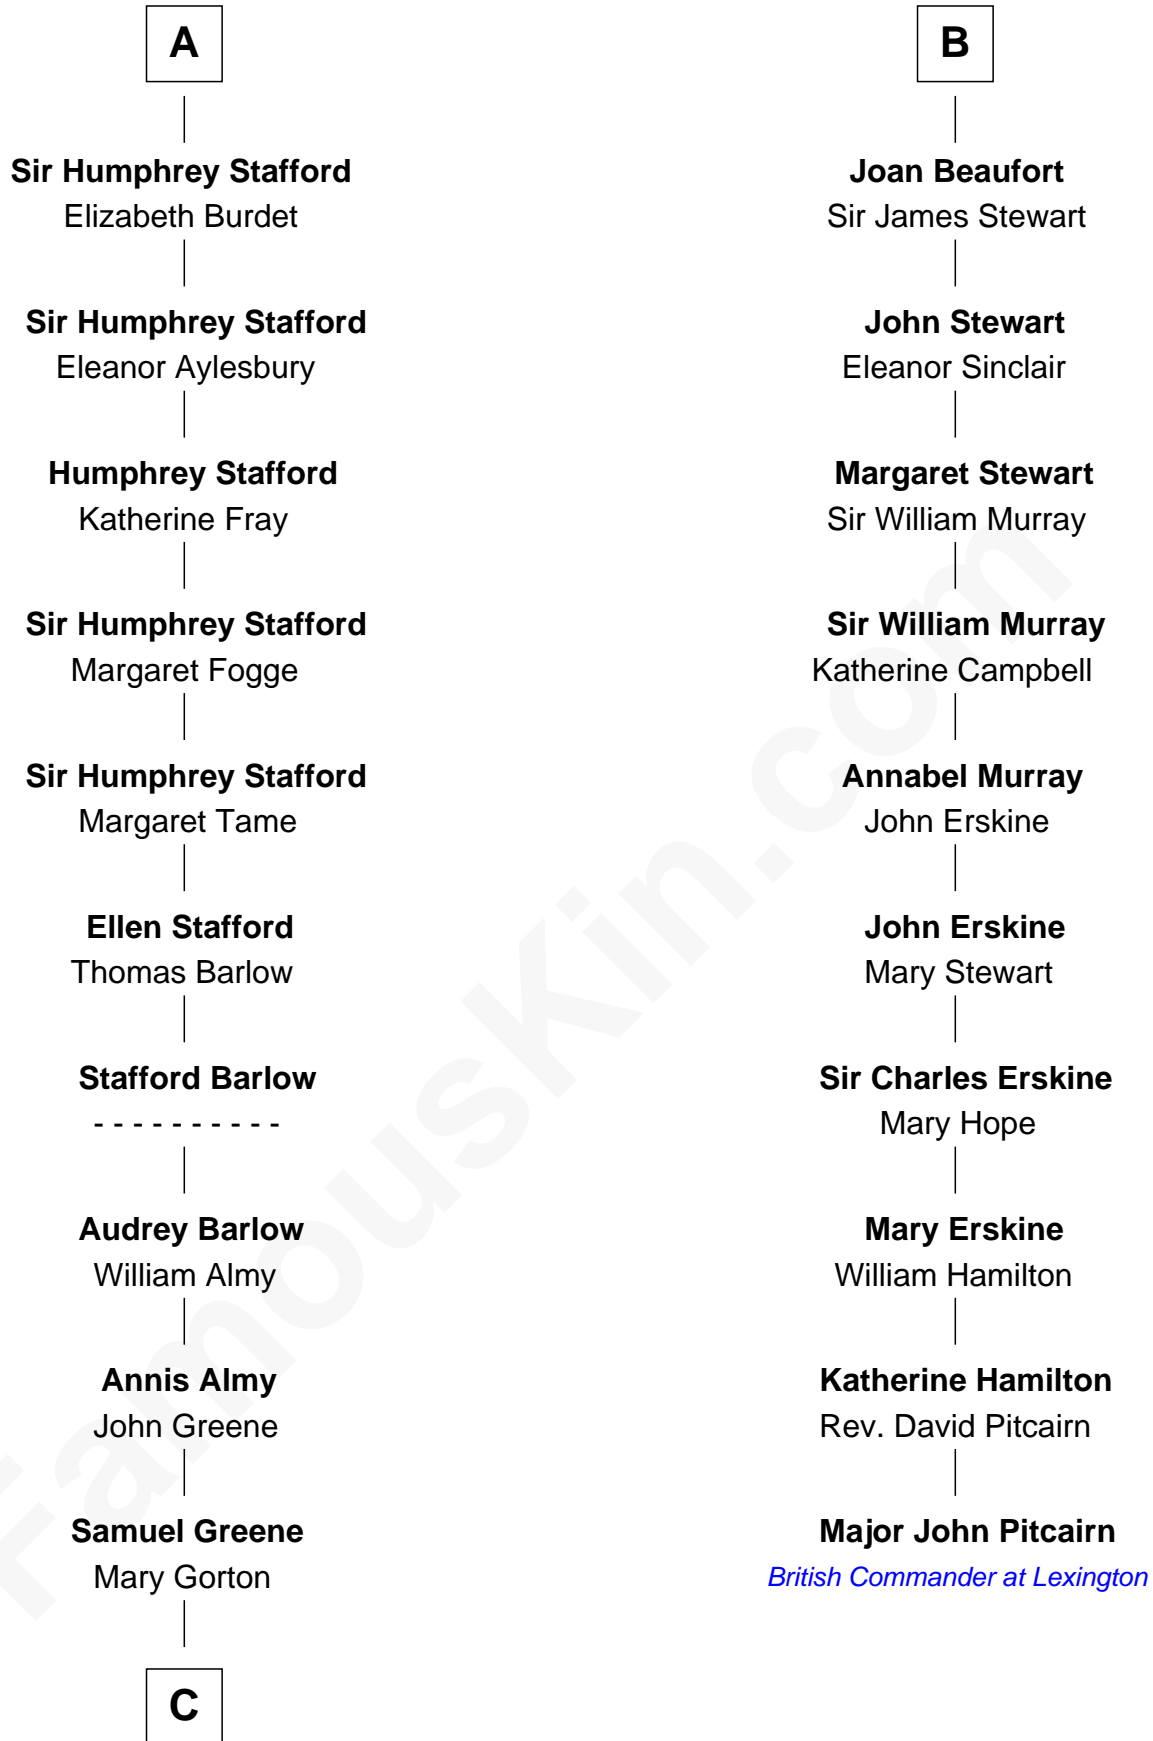 A
Sir Humphrey Stafford
Elizabeth Burdet
Sir Humphrey Stafford
Eleanor Aylesbury
Humphrey Stafford
Katherine Fray
Sir Humphrey Stafford
Margaret Fogge
Sir Humphrey Stafford
Margaret Tame
Ellen Stafford
Thomas Barlow
Stafford Barlow
- - - - - - - - - -
Audrey Barlow
William Almy
Annis Almy
John Greene
Samuel Greene
Mary Gorton
C
B
Joan Beaufort
Sir James Stewart
John Stewart
Eleanor Sinclair
Margaret Stewart
Sir William Murray
Sir William Murray
Katherine Campbell
Annabel Murray
John Erskine
John Erskine
Mary Stewart
Sir Charles Erskine
Mary Hope
Mary Erskine
William Hamilton
Katherine Hamilton
Rev. David Pitcairn
Major John Pitcairn
British Commander at Lexington
FamousKin.com